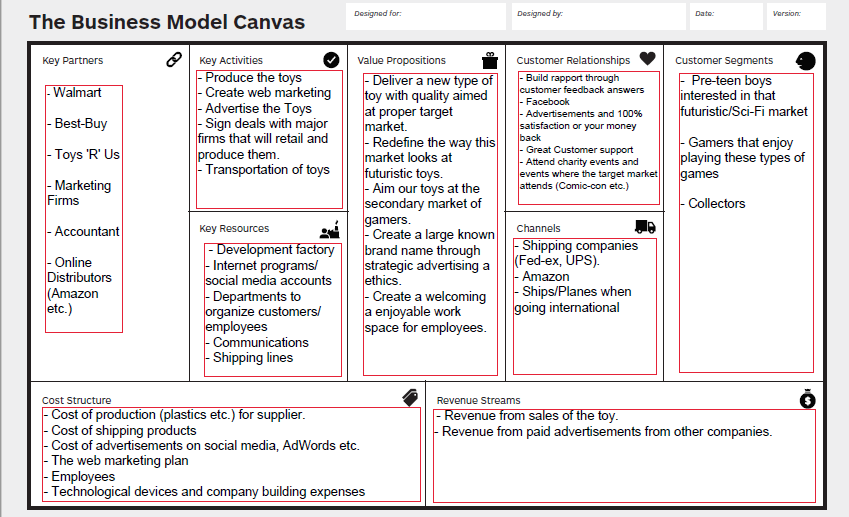 The Business Model Canvas
Designed for:
Designed by:
Date:
Version:
Key Partners
- Walmart
- Best-Buy
- Toys 'R' Us
- Marketing
Firms
- Accountant
- Online
Distributors
(Amazon
etc.)
Key Activities
- Produce the toys
- Create web marketing
- Advertise the Toys
- Sign deals with major
firms that will retail and
produce them.
- Transportation of toys
Key Resources
- Development factory
- Internet programs/
social media accounts
- Departments to
organize customers/
employees
- Communications
- Shipping lines
Value Propositions
- Deliver a new type of
toy with quality aimed
at proper target
market.
- Redefine the way this
market looks at
futuristic toys.
- Aim our toys at the
secondary market of
gamers.
- Create a large known
brand name through
strategic advertising a
ethics.
- Create a welcoming
a enjoyable work
space for employees.
Customer Relationships
- Build rapport through
customer feedback answers
- Facebook
- Advertisements and 100%
satisfaction or your money
back
- Great Customer support
- Attend charity events and
events where the target market
attends (Comic-con etc.)
Channels
- Shipping companies
(Fed-ex, UPS).
- Amazon
- Ships/Planes when
going international
Customer Segments
- Pre-teen boys
interested in that
futuristic/Sci-Fi market
- Gamers that enjoy
playing these types of
games
- Collectors
Cost Structure
- Cost of production (plastics etc.) for supplier.
- Cost of shipping products
- Cost of advertisements on social media, AdWords etc.
- The web marketing plan
- Employees
- Technological devices and company building expenses
Revenue Streams
- Revenue from sales of the toy.
- Revenue from paid advertisements from other companies.